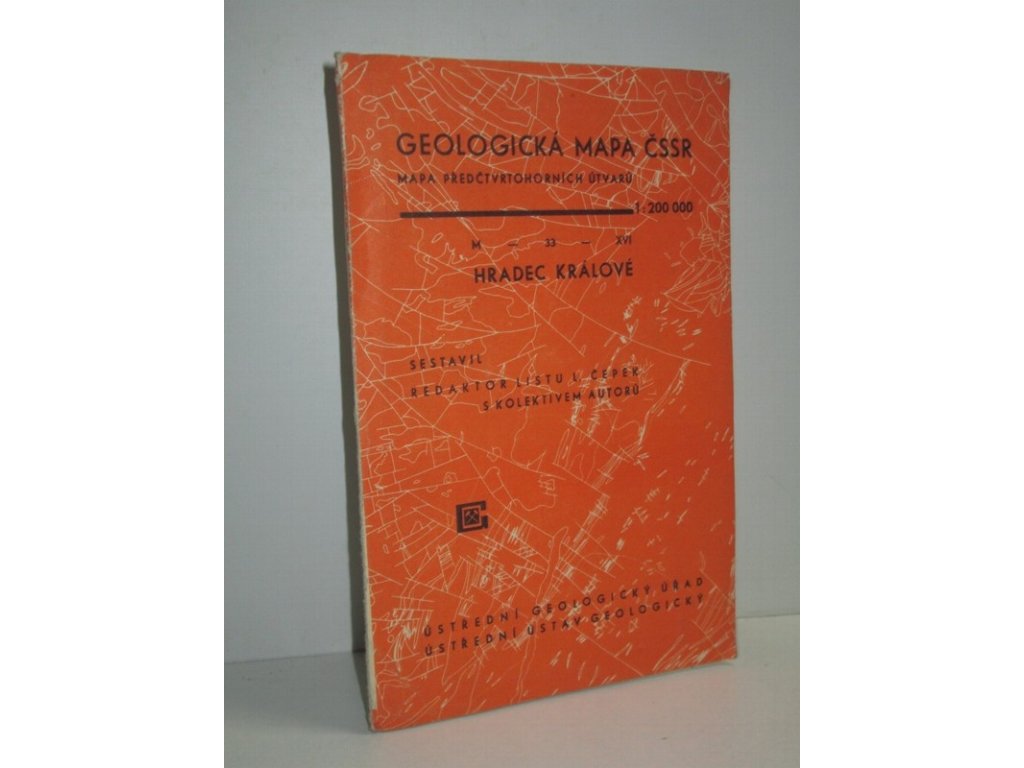 GEOLOGICKÁ MAPA ČSSR
MAPA PŘEDČTVRTOHORNÍCH ÚTVARŮ
1:200 000
M — 33 — XVI
HRADEC KRÁLOVÉ
SESTAVIL
REDAKTOR LISTU L. ČEPEK
S KOLEKTIVEM AUTORŮ
ÚSTŘEDNÍ GEOLOGICKÝ ÚŘAD
ÚSTŘEDNÍ ÚSTAV GEOLOGICKÝ